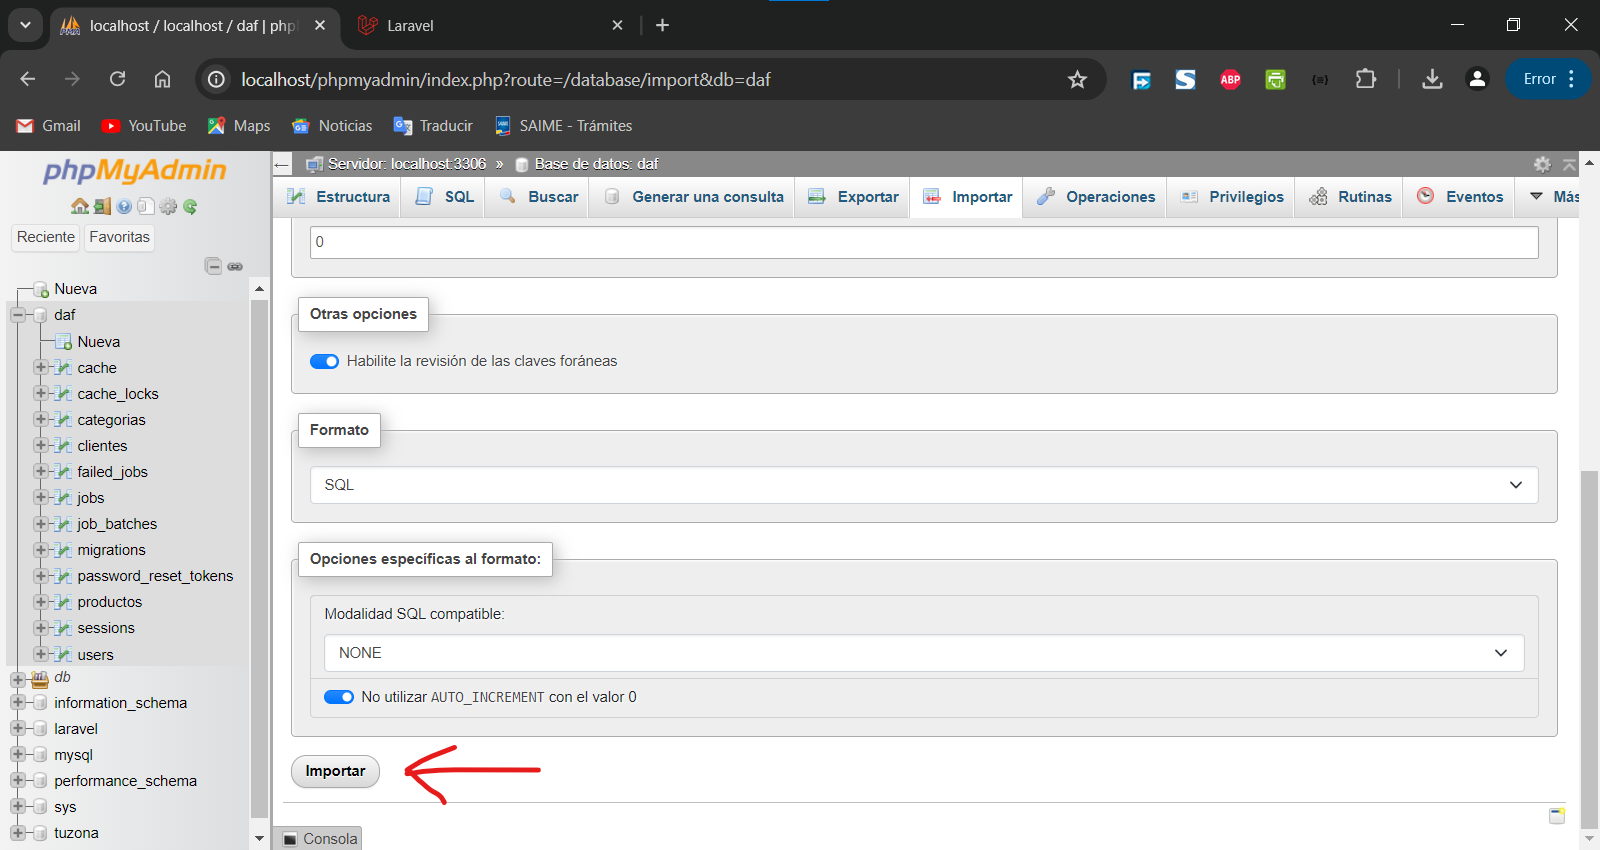 localhost / localhost / daf | php
Laravel
localhost/phpmyadmin/index.php?route=/database/import&db=daf
ABP
Error
Gmail
YouTube
Maps
Noticias
Traducir
SAIME - Trámites
phpMyAdmin
Reciente
Favoritas
Nueva
daf
Nueva
cache
cache_locks
categorias
clientes
failed_jobs
jobs
job_batches
migrations
password_reset_tokens
productos
sessions
users
db
information_schema
laravel
mysql
performance_schema
sys
tuzona
Servidor: localhost:3306 » Base de datos: daf
Estructura
SQL
Buscar
Generar una consulta
Exportar
Importar
Operaciones
Privilegios
Rutinas
Eventos
Más
0
Otras opciones
Habilite la revisión de las claves foráneas
Formato
SQL
Opciones específicas al formato:
Modalidad SQL compatible:
NONE
No utilizar AUTO_INCREMENT con el valor 0
Importar
Consola